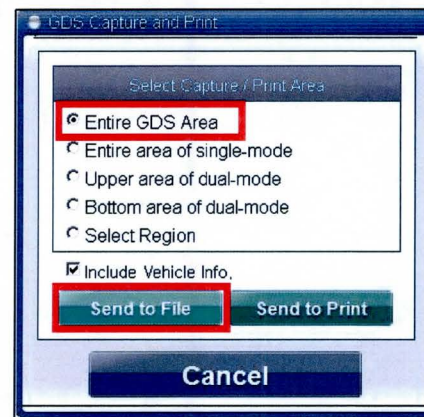 GDS Capture and Print
Select Capture / Print Area
Entire GDS Area
Entire area of single-mode
Upper area of dual-mode
Bottom area of dual-mode
Select Region
Include Vehicle Info.
Send to File Send to Print
Cancel